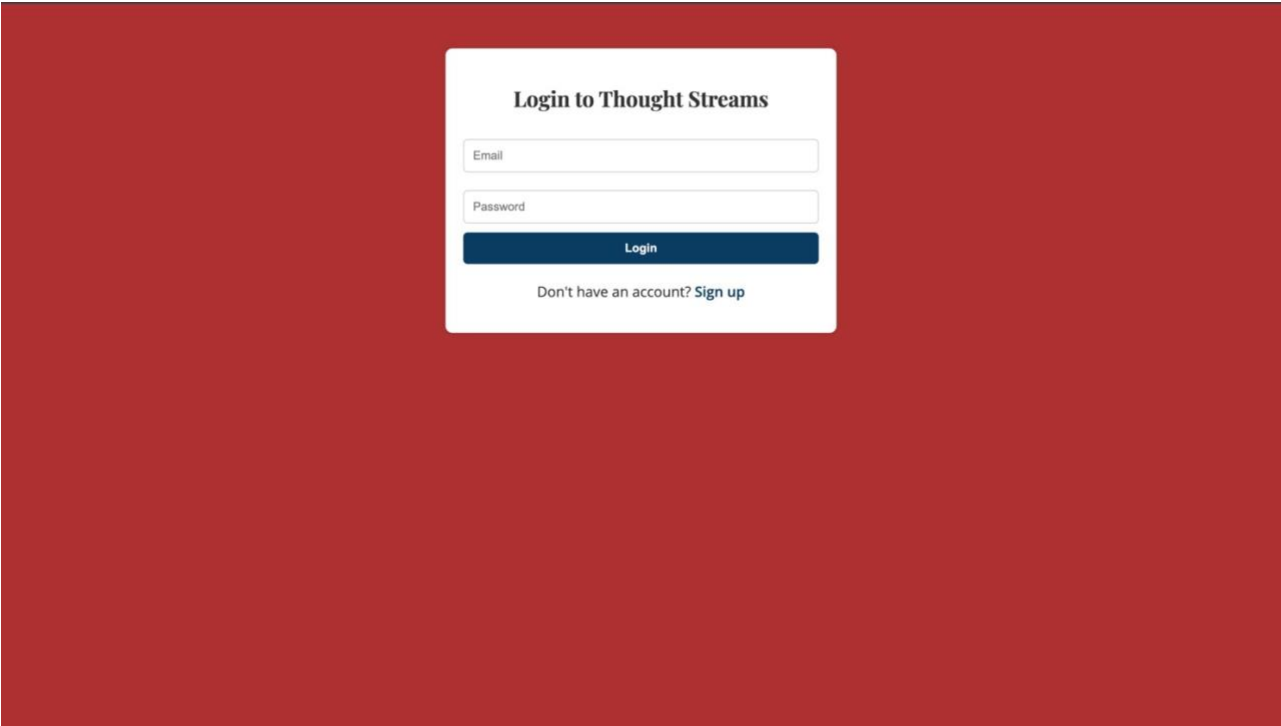 Login to Thought Streams
Email
Password
Login
Don't have an account? Sign up